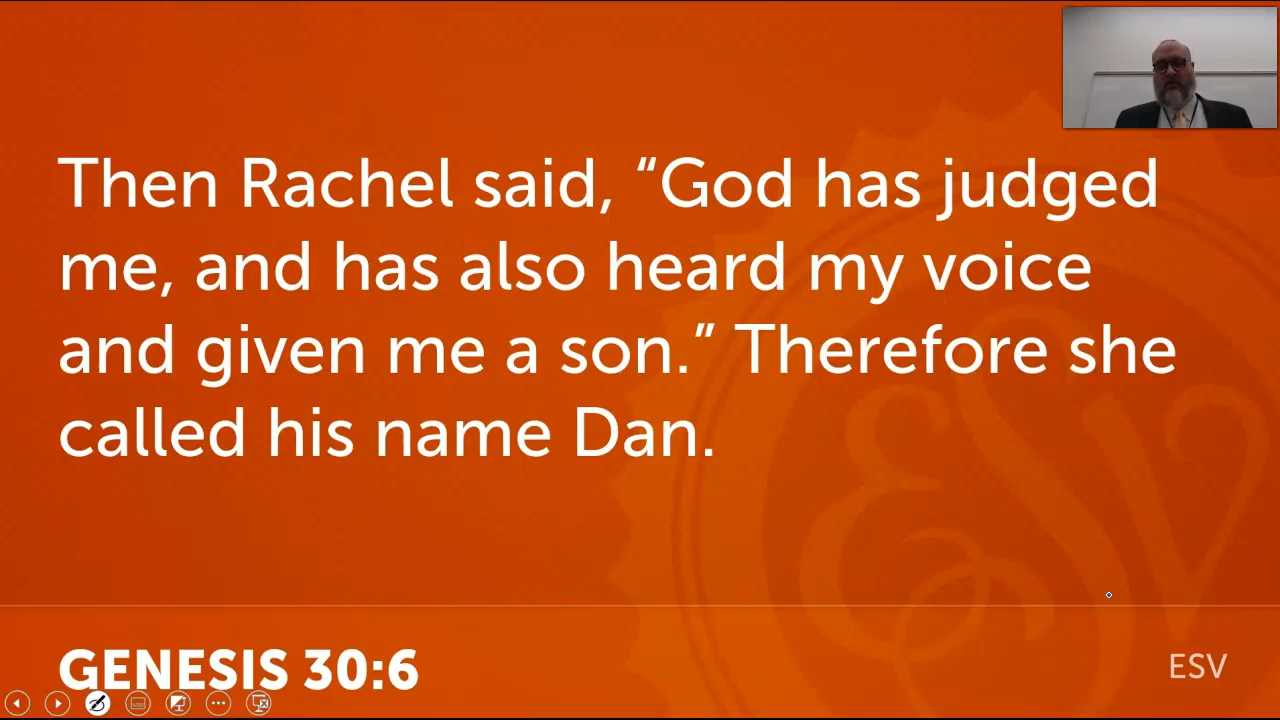 Then Rachel said, “God has judged
me, and has also heard my voice
and given me a son.” Therefore she
called his name Dan.
GENESIS 30:6
ESV
ESV